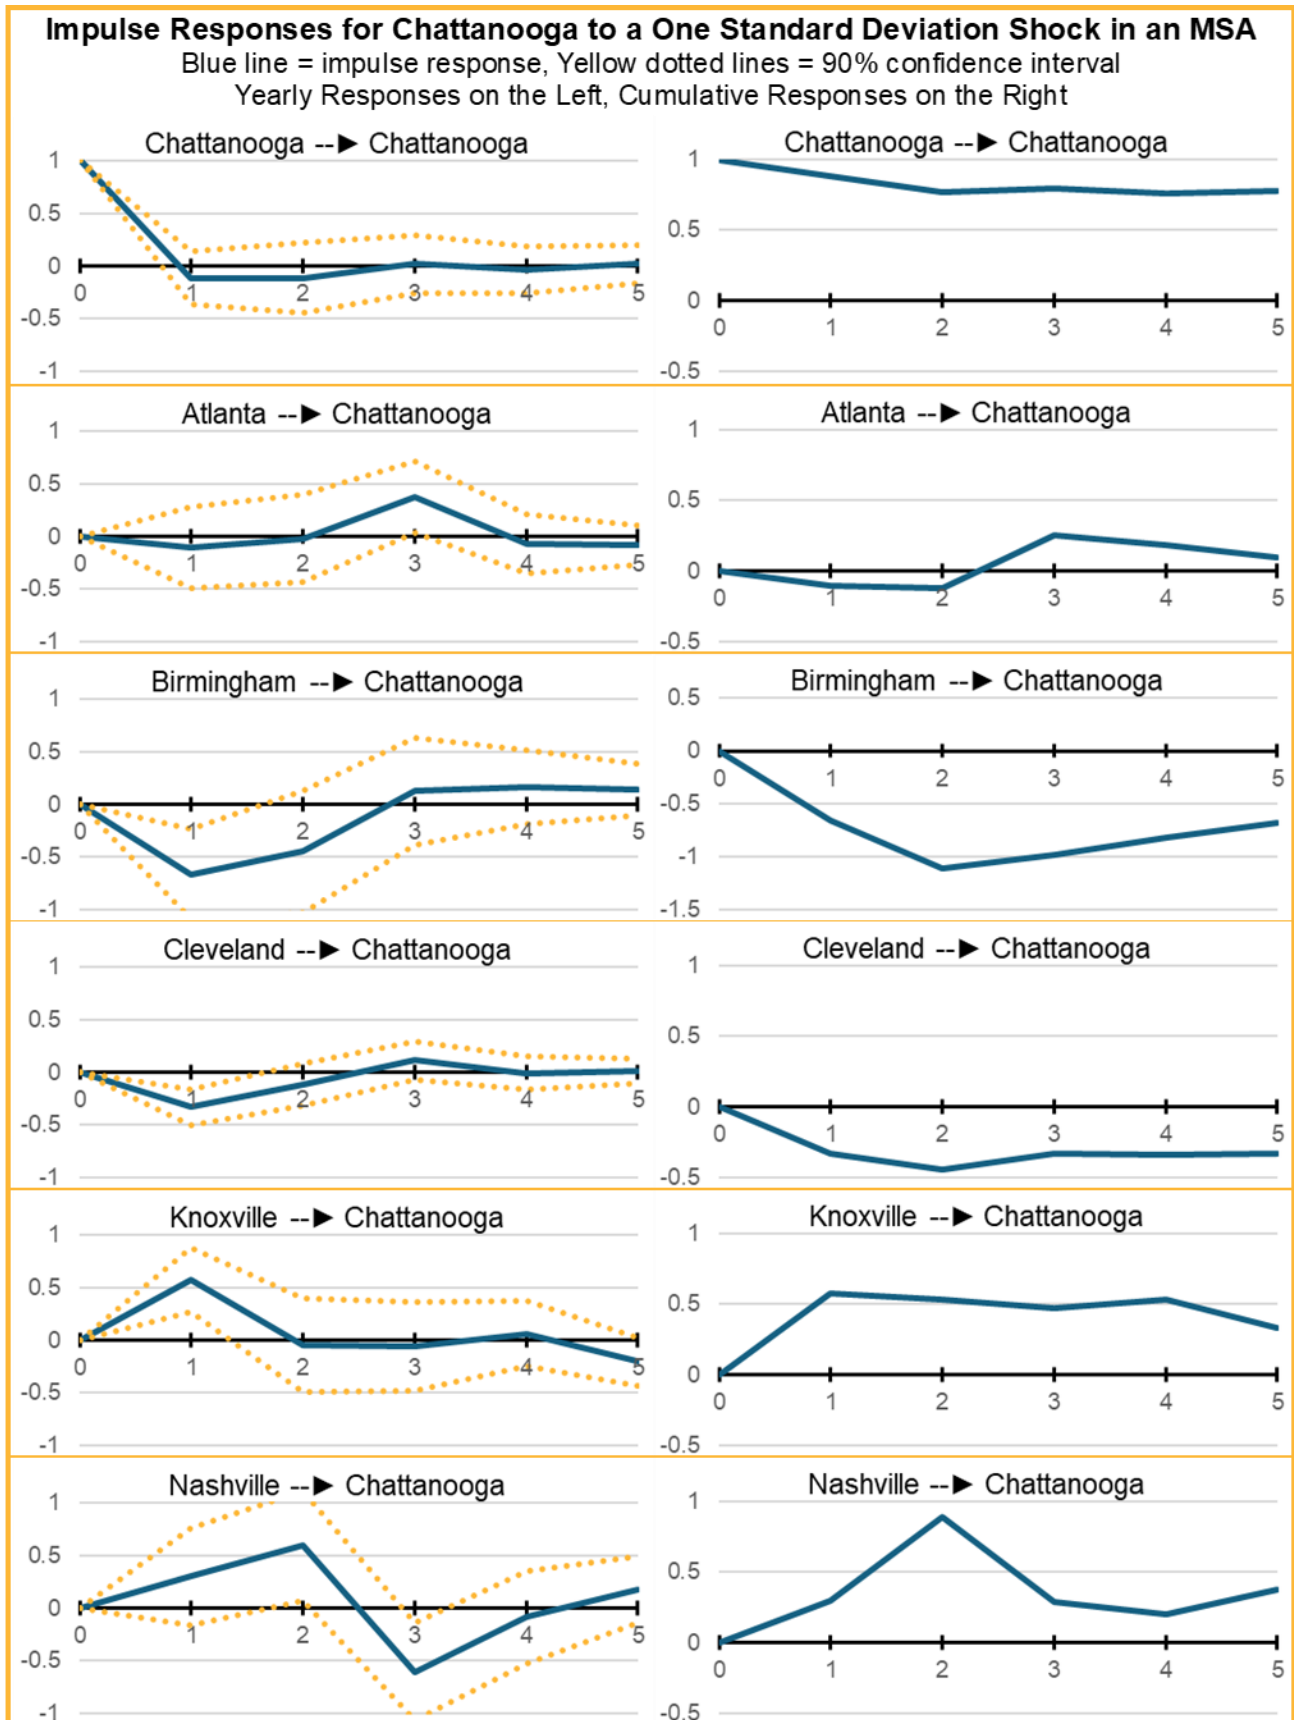 Impulse Responses for Chattanooga to a One Standard Deviation Shock in an MSA
Blue line = impulse response, Yellow dotted lines = 90% confidence interval
Yearly Responses on the Left, Cumulative Responses on the Right
Chattanooga --► Chattanooga
1
0.5
0
-0.5
-1
0 1 2 3 4 5
Chattanooga --► Chattanooga
1
0.5
0
-0.5
0 1 2 3 4 5
Atlanta --► Chattanooga
1
0.5
0
-0.5
-1
0 1 2 3 4 5
Atlanta --► Chattanooga
1
0.5
0
-0.5
0 1 2 3 4 5
Birmingham --► Chattanooga
1
0.5
0
-0.5
-1
0 1 2 3 4 5
Birmingham --► Chattanooga
0.5
0
-0.5
-1
-1.5
0 1 2 3 4 5
Cleveland --► Chattanooga
1
0.5
0
-0.5
-1
0 1 2 3 4 5
Cleveland --► Chattanooga
1
0.5
0
-0.5
0 1 2 3 4 5
Knoxville --► Chattanooga
1
0.5
0
-0.5
-1
0 1 2 3 4 5
Knoxville --► Chattanooga
1
0.5
0
-0.5
0 1 2 3 4 5
Nashville --► Chattanooga
1
0.5
0
-0.5
-1
0 1 2 3 4 5
Nashville --► Chattanooga
1
0.5
0
-0.5
0 1 2 3 4 5